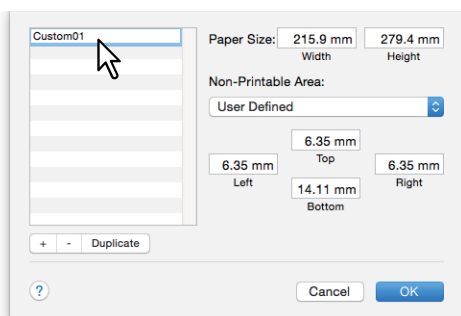 Custom01
Paper Size: 215.9 mm 279.4 mm
Width Height
Non-Printable Area:
User Defined
6.35 mm
Top
6.35 mm 6.35 mm
Left Right
14.11 mm
Bottom
+ - Duplicate
? Cancel OK